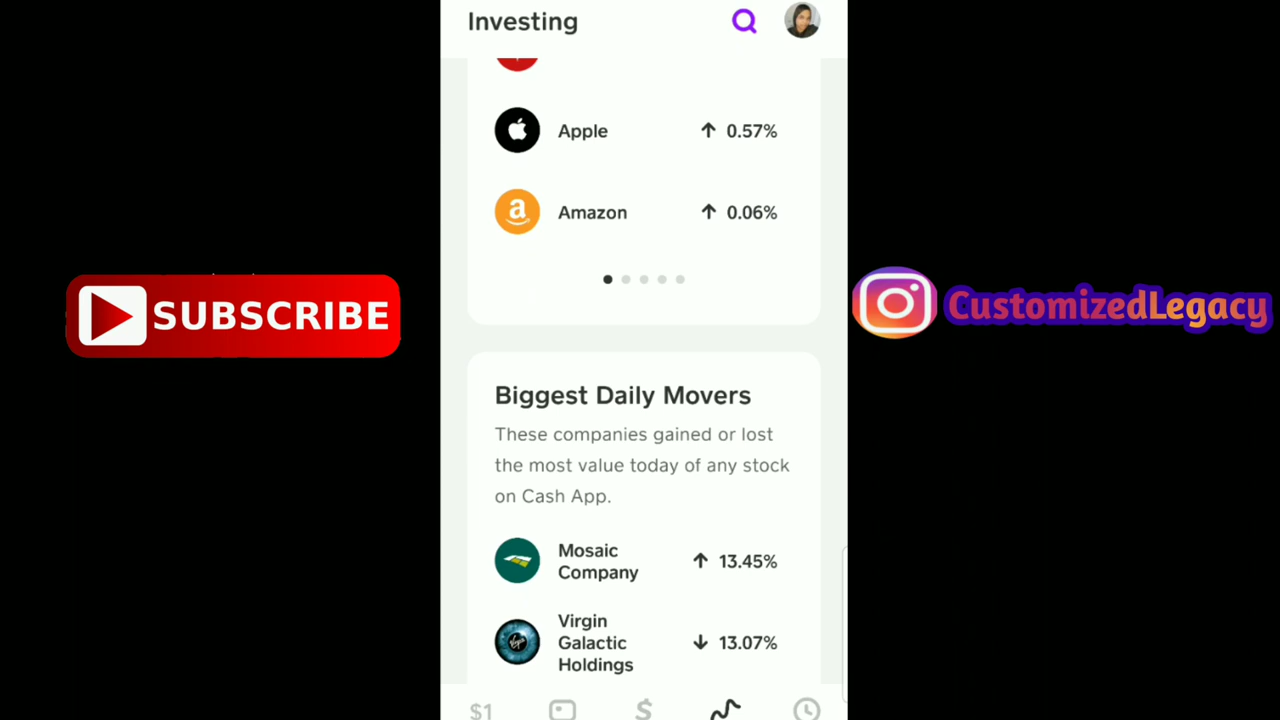 Investing
Apple
↑ 0.57%
Amazon
↑ 0.06%
SUBSCRIBE
CustomizedLegacy
Biggest Daily Movers
These companies gained or lost
the most value today of any stock
on Cash App.
Mosaic
Company
↑ 13.45%
Virgin
Galactic
Holdings
↓ 13.07%
$1